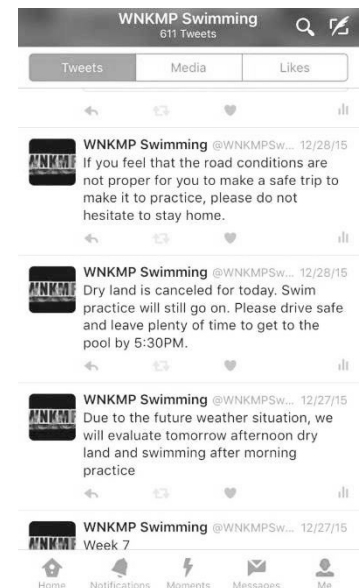 WNKMP Swimming
611 Tweets
Tweets
Media
Likes
WNKMP Swimming @WNKMPSw... 12/28/15
If you feel that the road conditions are
not proper for you to make a safe trip to
make it to practice, please do not
hesitate to stay home.
WNKMP Swimming @WNKMPSw... 12/28/15
Dry land is canceled for today. Swim
practice will still go on. Please drive safe
and leave plenty of time to get to the
pool by 5:30PM.
WNKMP Swimming @WNKMPSw... 12/27/15
Due to the future weather situation, we
will evaluate tomorrow afternoon dry
land and swimming after morning
practice
WNKMP Swimming @WNKMPSw... 12/27/15
Week 7
Home
Notifications
Moments
Messages
Me